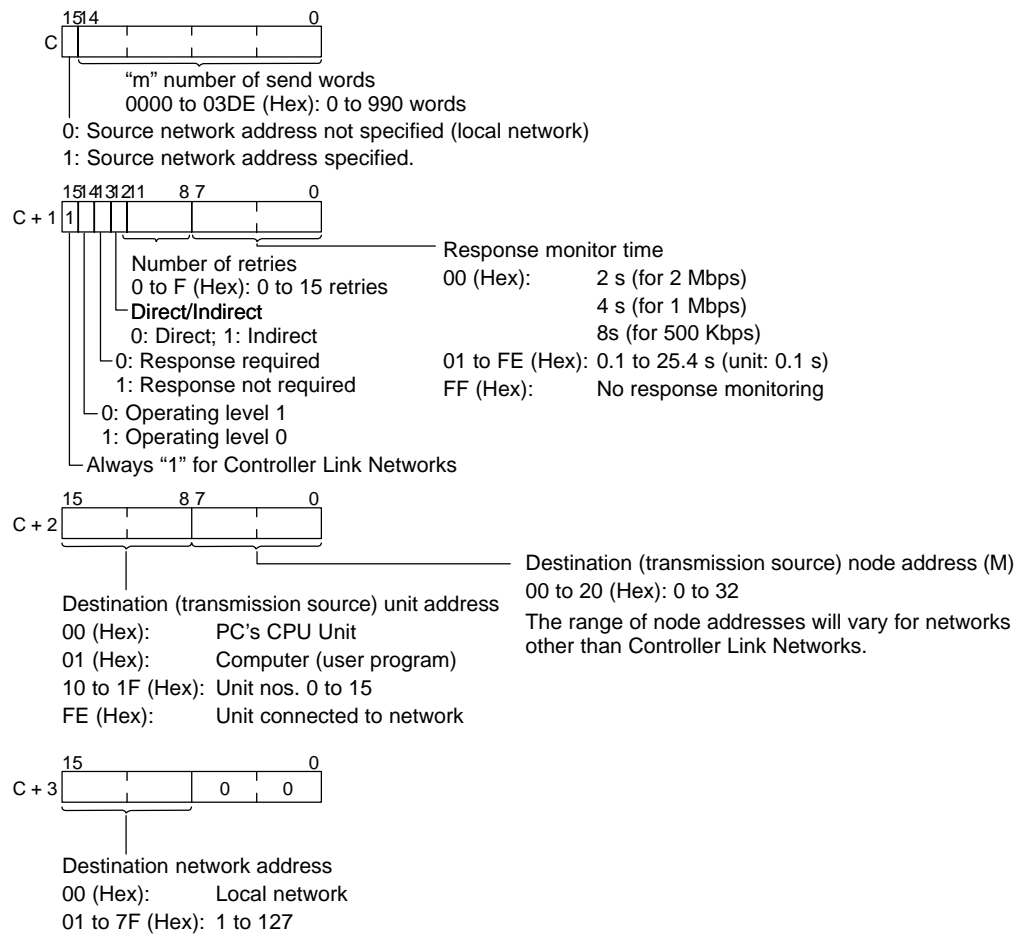 1514 0
C
“m” number of send words
0000 to 03DE (Hex): 0 to 990 words
0: Source network address not specified (local network)
1: Source network address specified.
1514131211 8 7 0
C + 1 1
Number of retries
0 to F (Hex): 0 to 15 retries
Direct/Indirect
0: Direct; 1: Indirect
0: Response required
1: Response not required
0: Operating level 1
1: Operating level 0
Always “1” for Controller Link Networks
Response monitor time
00 (Hex): 2 s (for 2 Mbps)
4 s (for 1 Mbps)
8s (for 500 Kbps)
01 to FE (Hex): 0.1 to 25.4 s (unit: 0.1 s)
FF (Hex): No response monitoring
15 8 7 0
C + 2
Destination (transmission source) unit address
00 (Hex): PC's CPU Unit
01 (Hex): Computer (user program)
10 to 1F (Hex): Unit nos. 0 to 15
FE (Hex): Unit connected to network
Destination (transmission source) node address (M)
00 to 20 (Hex): 0 to 32
The range of node addresses will vary for networks
other than Controller Link Networks.
15 0
C + 3 0 0
Destination network address
00 (Hex): Local network
01 to 7F (Hex): 1 to 127